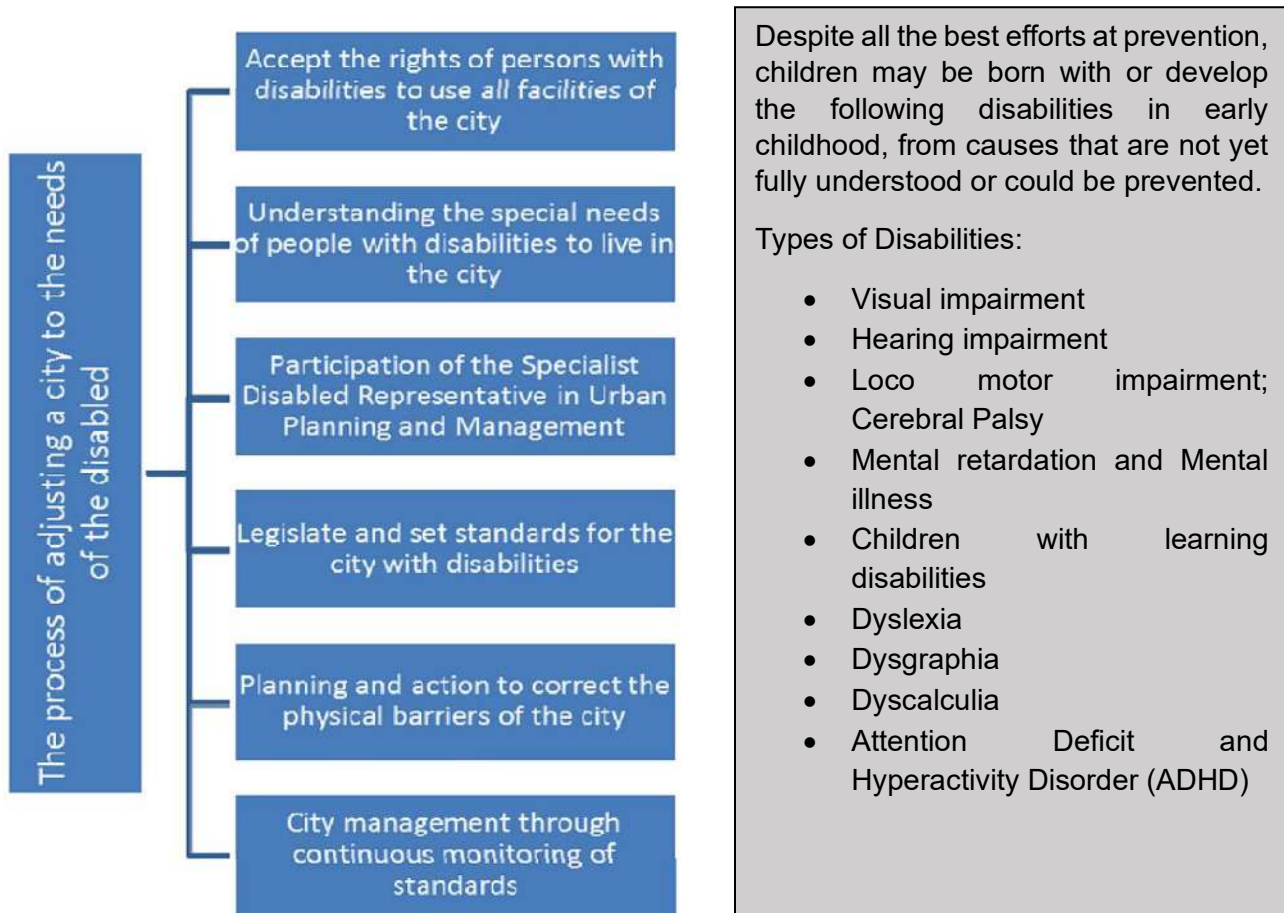 The process of adjusting a city to the needs
of the disabled
Accept the rights of persons with
disabilities to use all facilities of
the city
Understanding the special needs
of people with disabilities to live in
the city
Participation of the Specialist
Disabled Representative in Urban
Planning and Management
Legislate and set standards for the
city with disabilities
Planning and action to correct the
physical barriers of the city
City management through
continuous monitoring of
standards
Despite all the best efforts at prevention,
children may be born with or develop
the following disabilities in early
childhood, from causes that are not yet
fully understood or could be prevented.
Types of Disabilities:
• Visual impairment
• Hearing impairment
• Loco motor impairment;
Cerebral Palsy
• Mental retardation and Mental
illness
• Children with learning
disabilities
• Dyslexia
• Dysgraphia
• Dyscalculia
• Attention Deficit and
Hyperactivity Disorder (ADHD)